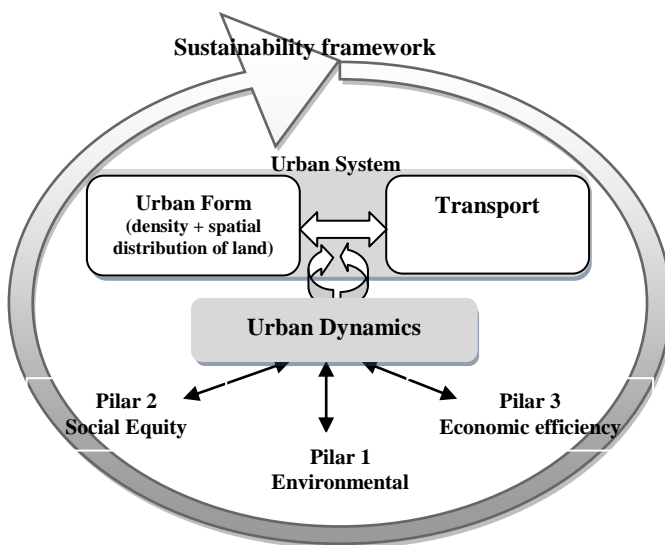 Sustainability framework
Urban System
Urban Form
(density + spatial
distribution of land)
Transport
Urban Dynamics
Pilar 2
Social Equity
Pilar 1
Environmental
Pilar 3
Economic efficiency